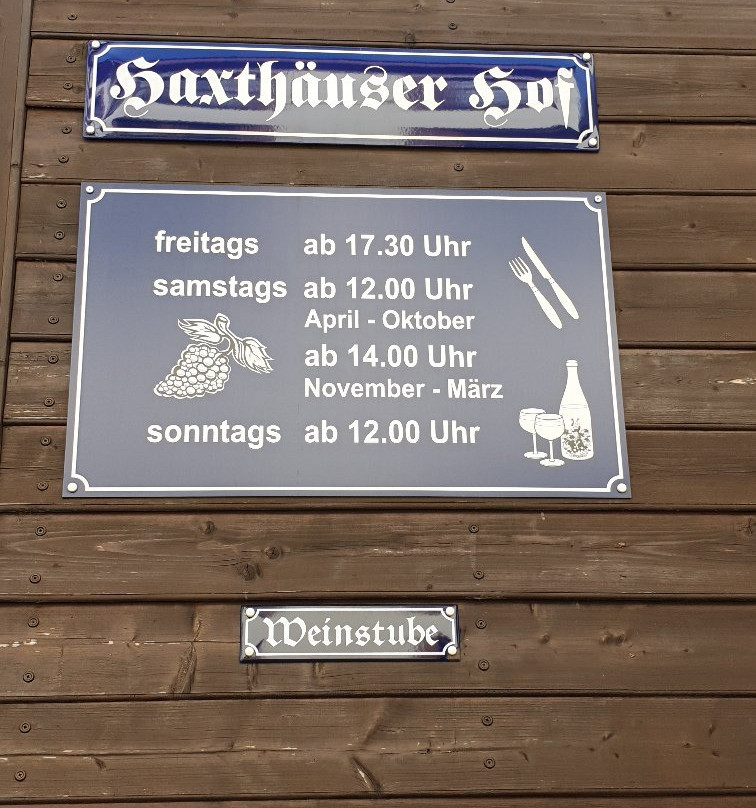 Haxthäuser Hof
freitags ab 17.30 Uhr
samstags ab 12.00 Uhr
April - Oktober
ab 14.00 Uhr
November - März
sonntags ab 12.00 Uhr
Weinstube